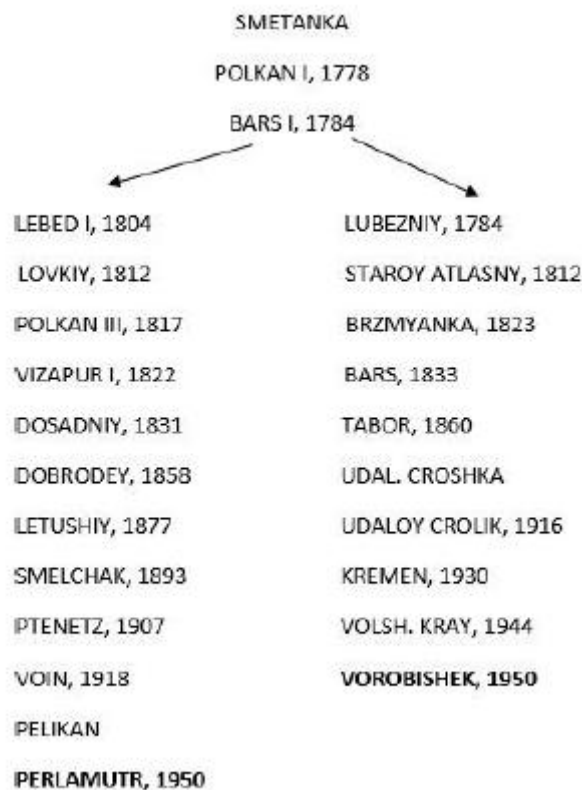 SMETANKA
POLKAN I, 1778
BARS I, 1784
LEBED I, 1804
LOVKIY, 1812
POLKAN III, 1817
VIZAPUR I, 1822
DOSADNIY, 1831
DOBRODEY, 1858
LETUSHIY, 1877
SMELCHAK, 1893
PTENETZ, 1907
VOIN, 1918
PELIKAN
PERLAMUTR, 1950
LUBEZNIY, 1784
STAROY ATLASNY, 1812
BRZMYANKA, 1823
BARS, 1833
TABOR, 1860
UDAL. CROSHKA
UDALOY CROLIK, 1916
KREMEN, 1930
VOLSH. KRAY, 1944
VOROBISHEK, 1950